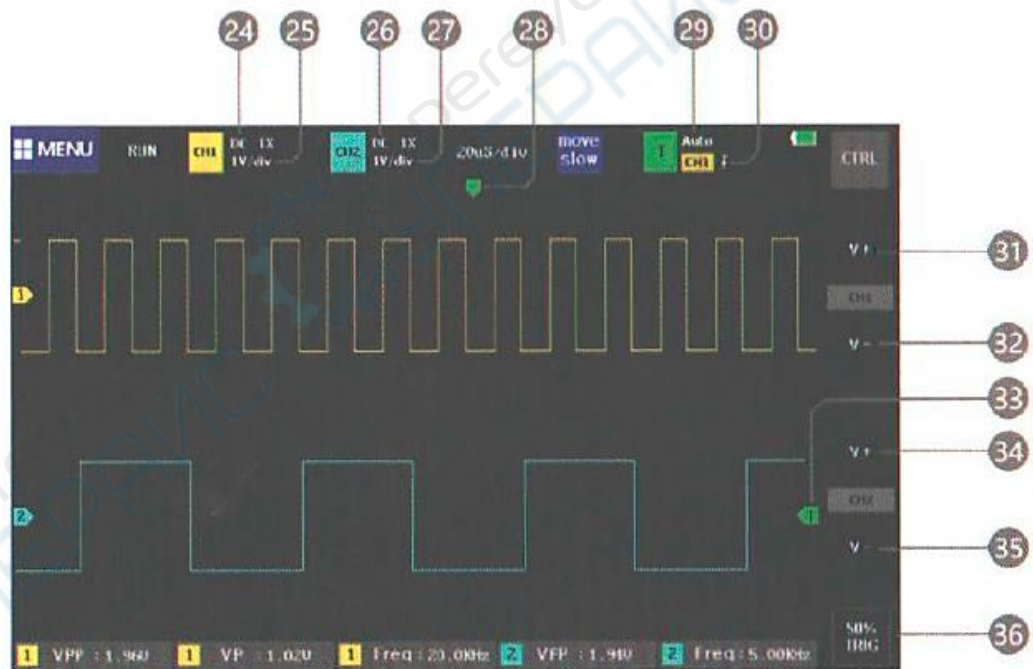 24 25 26 27 28 29 30
MENU RUN CH1 DC 1X CH2 DC 1X 20uS/div move T Auto CTRL
1V/div 1V/div slow CH1
V+ 31
1 CH1
V- 32
33
V+ 34
2 CH2
V- 35
50% 36
TRIG
1 VPP :1.96V 1 VP :1.02V 1 Freq :20.0KHz 2 VPP :1.94V 2 Freq :5.00KHz